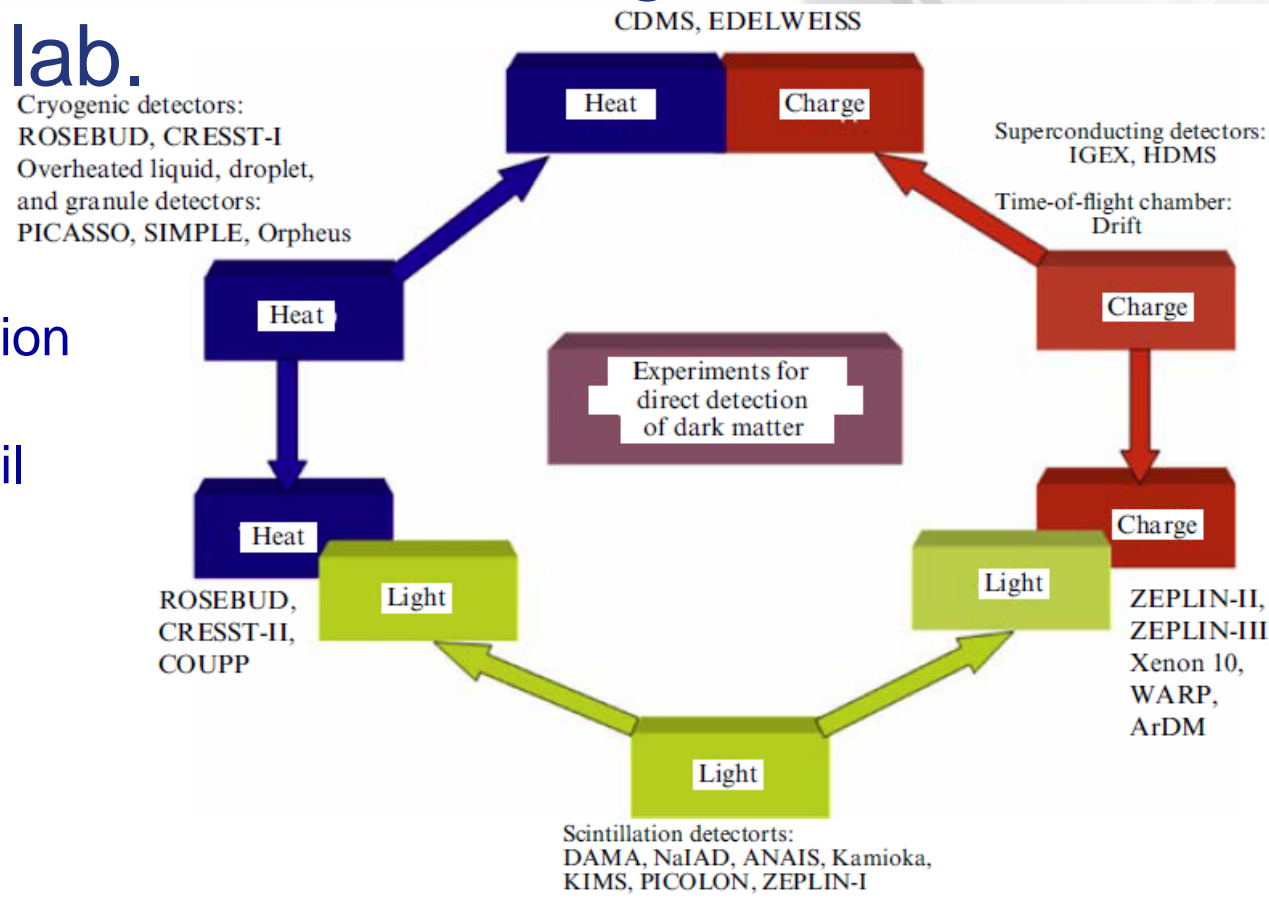 lab.
CDMS, EDELWEISS
Heat
Charge
Cryogenic detectors:
ROSEBUD, CRESST-I
Overheated liquid, droplet,
and granule detectors:
PICASSO, SIMPLE, Orpheus
Superconducting detectors:
IGEX, HDMS
Time-of-flight chamber:
Drift
Heat
Charge
ion
il
Experiments for
direct detection
of dark matter
Heat
Light
ROSEBUD,
CRESST-II,
COUPP
Charge
Light
ZEPLIN-II,
ZEPLIN-III
Xenon 10,
WARP,
ArDM
Light
Scintillation detectorts:
DAMA, NaIAD, ANAIS, Kamioka,
KIMS, PICOLON, ZEPLIN-I